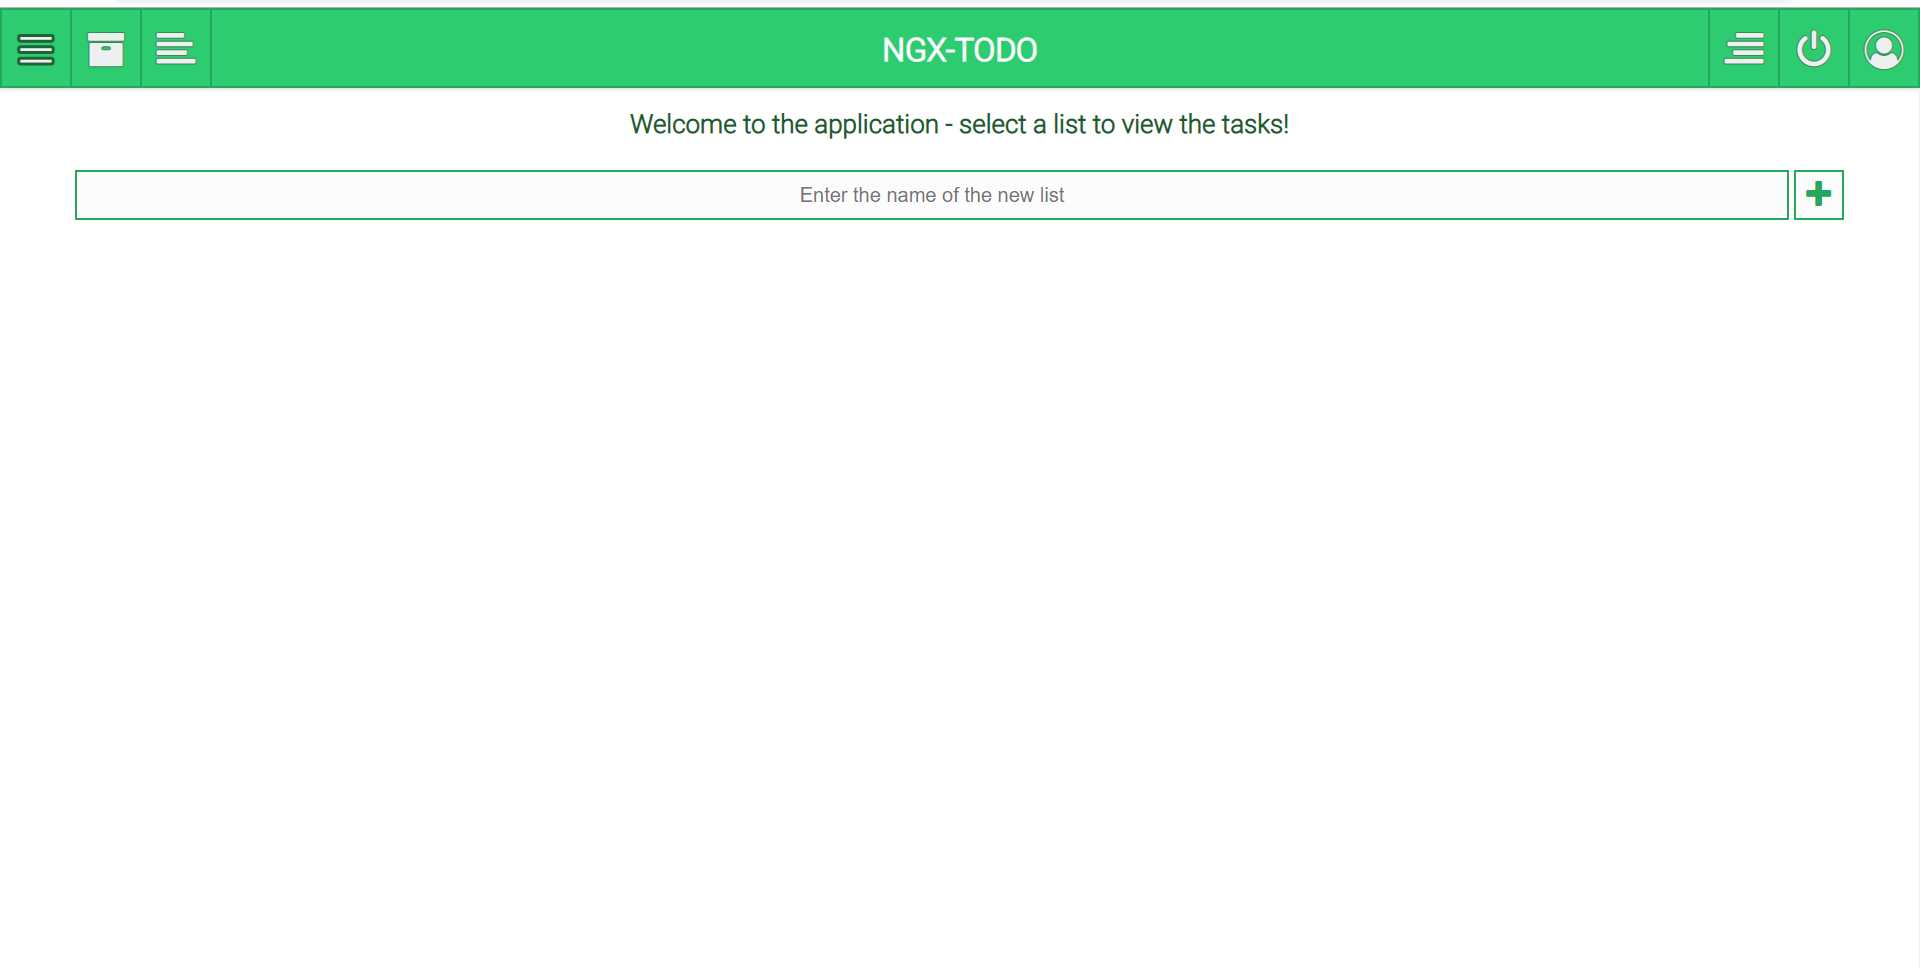 NGX-TODO
Welcome to the application - select a list to view the tasks!
Enter the name of the new list